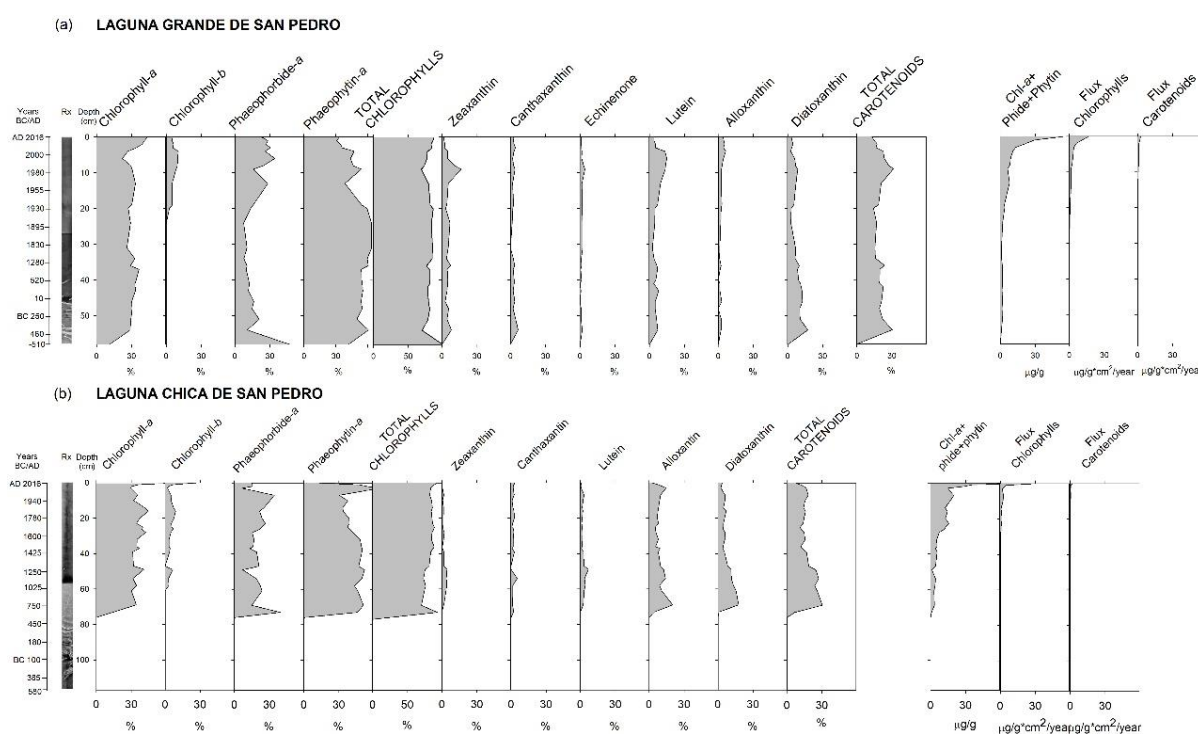 (a) LAGUNA GRANDE DE SAN PEDRO
Chlorophyll-a
Chlorophyll-b
Phaeophorbide-a
Phaeophytin-a
TOTAL
CHLOROPHYLLS
Zeaxanthin
Canthaxanthin
Echinenone
Lutein
Alloxanthin
Diatoxanthin
TOTAL
CAROTENOIDS
Chl-a+
Phide+Phytin
Flux
Chlorophylls
Flux
Carotenoids
Years
BC/AD
Rx
Depth
(cm)
AD 2016
2000
1980
1955
1930
1895
1830
1280
520
10
BC 260
-510
0
10
20
30
40
50
0 30 0 30 0 30 0 30 0 50 0 30 0 30 0 30 0 30 0 30 0 30 0 30 0 30 0 30 0 30
% % % % % % % % % % % % µg/g µg/g*cm²/year µg/g*cm²/year
(b) LAGUNA CHICA DE SAN PEDRO
Chlorophyll-a
Chlorophyll-b
Phaeophorbide-a
Phaeophytin-a
TOTAL
CHLOROPHYLLS
Zeaxanthin
Canthaxantin
Lutein
Alloxantin
Diatoxanthin
TOTAL
CAROTENOIDS
Chl-a+
phide+phytin
Flux
Chlorophylls
Flux
Carotenoids
Years
BC/AD
Rx
Depth
(cm)
AD 2016
1940
1760
1600
1425
1250
1025
750
450
180
BC 100
385
580
0
20
40
60
80
100
0 30 0 30 0 30 0 30 0 50 0 30 0 30 0 30 0 30 0 30 0 30 0 30 0 30 0 30
% % % % % % % % % % % µg/g µg/g*cm²/year µg/g*cm²/year